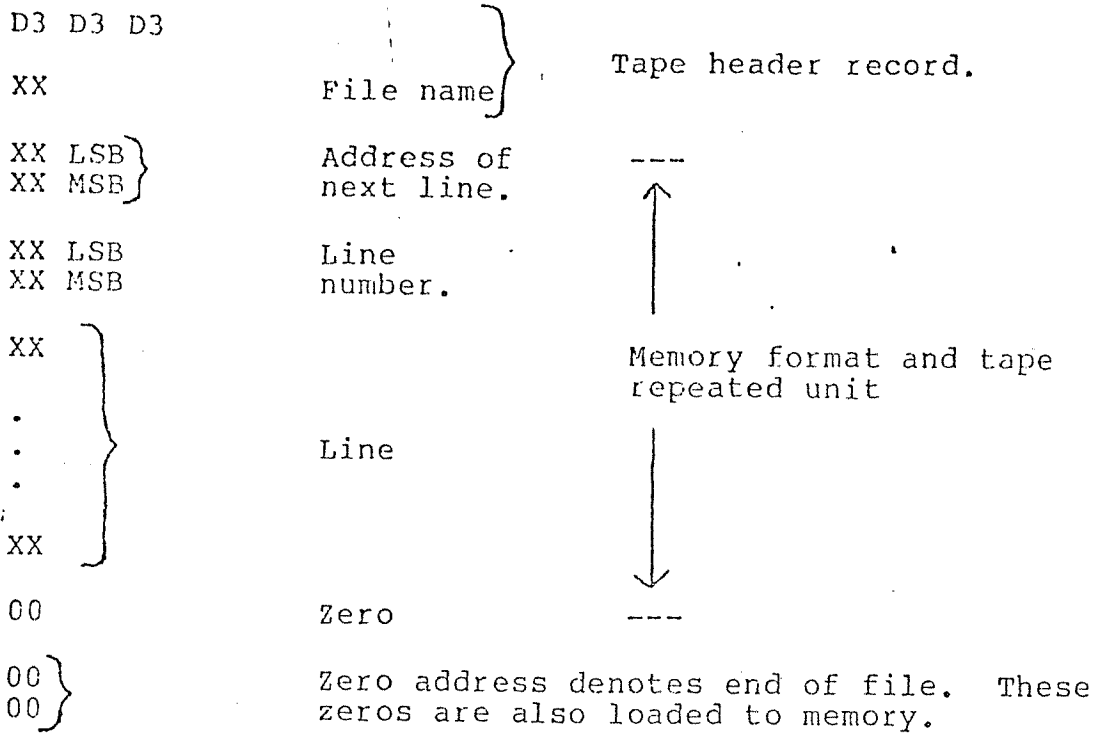 D3 D3 D3
Tape header record.
XX File name
XX LSB Address of ---
XX MSB next line.
XX LSB Line
XX MSB number.
XX Memory format and tape
repeated unit
.
. Line
.
XX
00 Zero ---
00 Zero address denotes end of file. These
00 zeros are also loaded to memory.